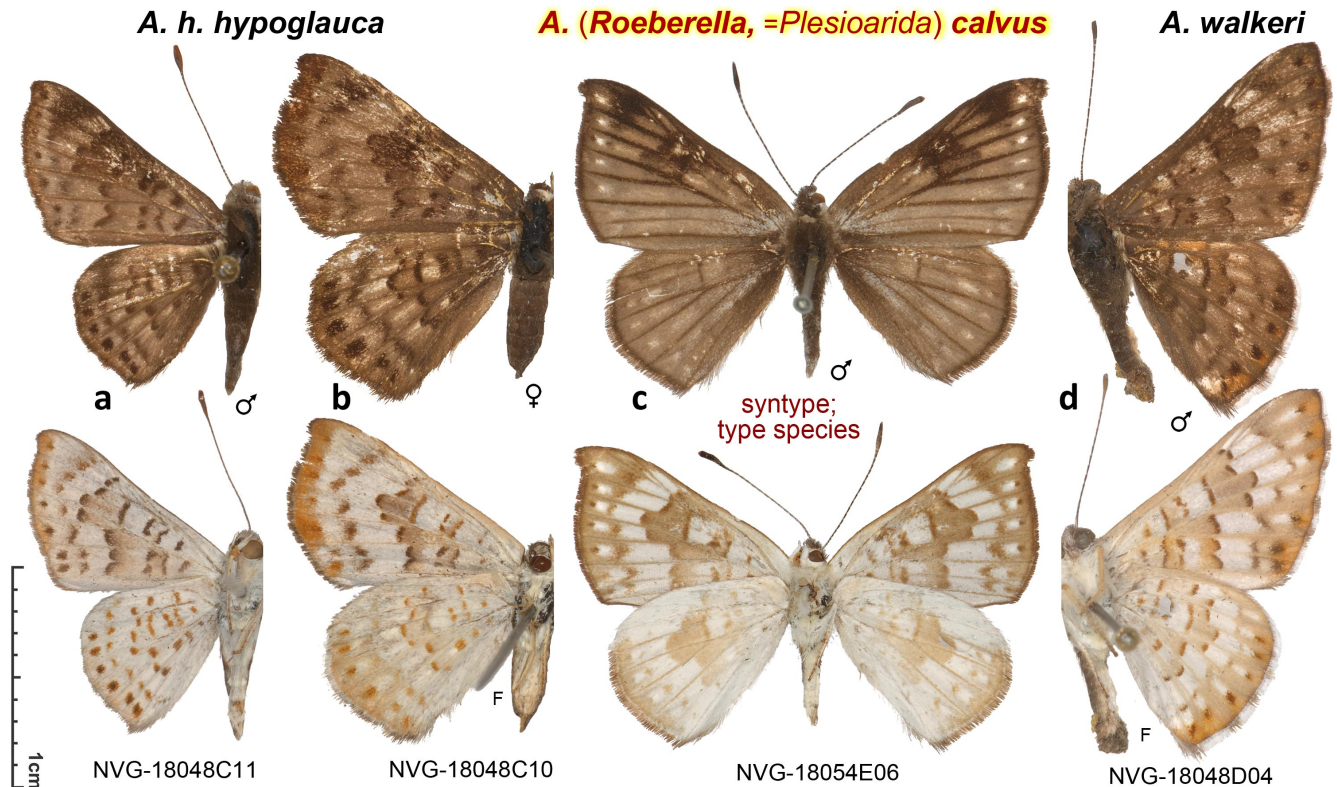 A. h. hypoglauca
A. (Roeberella, =Plesioarida) calvus
A. walkeri
a
♂
b
♀
c
♂
d
♂
syntype;
type species
F
F
1cm
NVG-18048C11
NVG-18048C10
NVG-18054E06
NVG-18048D04